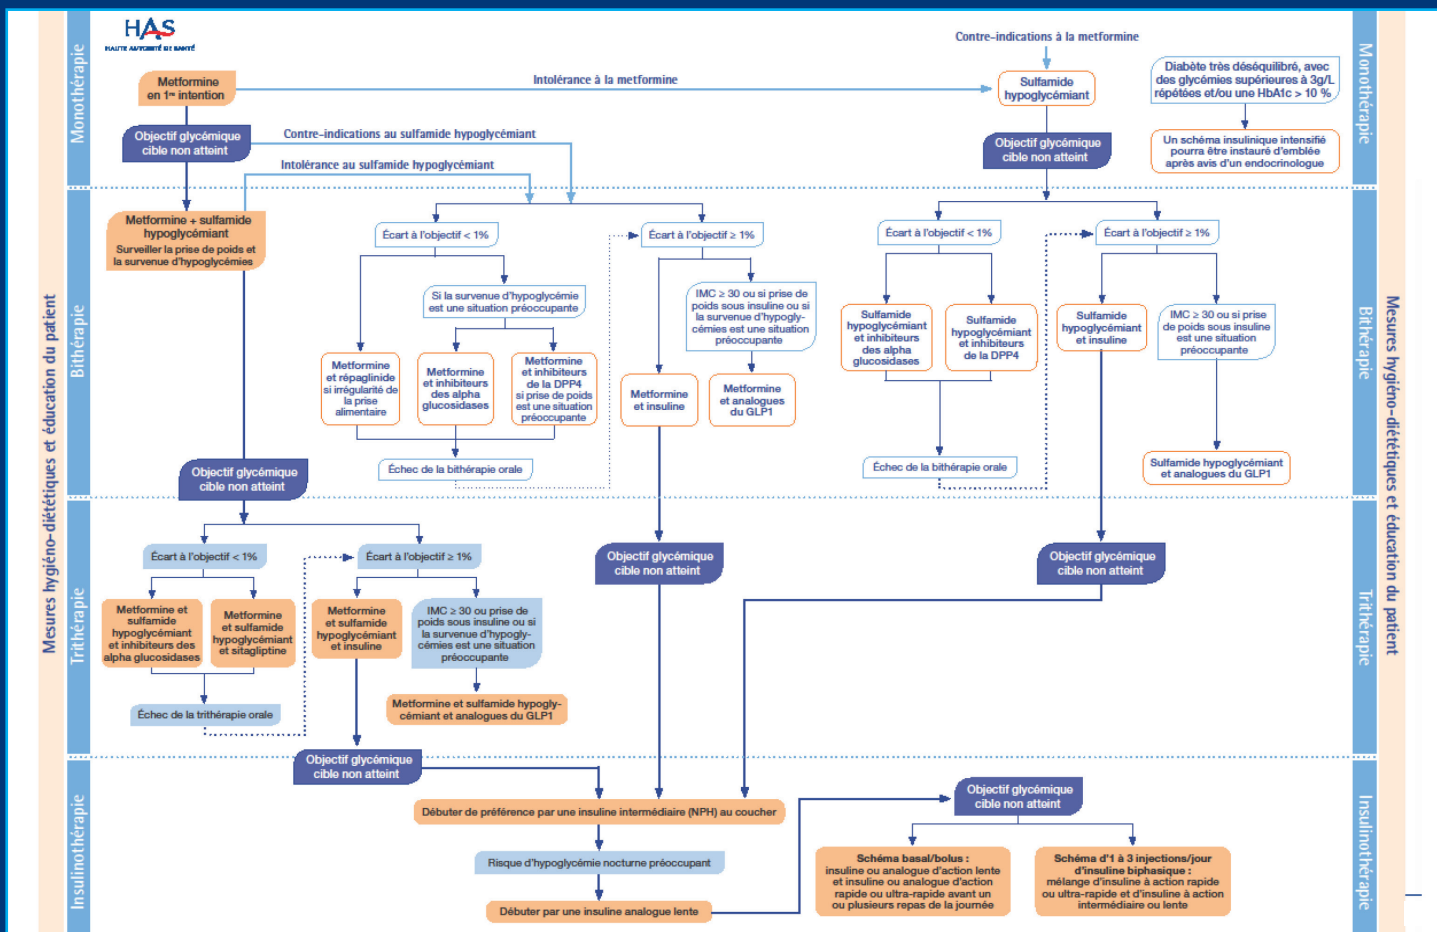 HAS
HAUTE AUTORITÉ DE SANTÉ
Mesures hygiéno-diététiques et éducation du patient
Monothérapie
Contre-indications à la metformine
Metformine
en 1re intention
Intolérance à la metformine
Sulfamide
hypoglycémiant
Diabète très déséquilibré, avec
des glycémies supérieures à 3g/L
répétées et/ou une HbA1c > 10 %
Objectif glycémique
cible non atteint
Contre-indications au sulfamide hypoglycémiant
Intolérance au sulfamide hypoglycémiant
Objectif glycémique
cible non atteint
Un schéma insulinique intensifié
pourra être instauré d'emblée
après avis d'un endocrinologue
Monothérapie
Bithérapie
Metformine + sulfamide
hypoglycémiant
Surveiller la prise de poids et
la survenue d'hypoglycémies
Écart à l'objectif < 1%
Écart à l'objectif ≥ 1%
Si la survenue d'hypoglycémie
est une situation préoccupante
IMC ≥ 30 ou si prise de
poids sous insuline ou si
la survenue d'hypogly-
cémies est une situation
préoccupante
Metformine
et répaglinide
si irrégularité de
la prise
alimentaire
Metformine
et inhibiteurs
des alpha
glucosidases
Metformine
et inhibiteurs
de la DPP4
si prise de poids
est une situation
préoccupante
Metformine
et insuline
Metformine
et analogues
du GLP1
Échec de la bithérapie orale
Écart à l'objectif < 1%
Écart à l'objectif ≥ 1%
Sulfamide
hypoglycémiant
et inhibiteurs
des alpha
glucosidases
Sulfamide
hypoglycémiant
et inhibiteurs
de la DPP4
Sulfamide
hypoglycémiant
et insuline
IMC ≥ 30 ou si prise
de poids sous insuline
est une situation
préoccupante
Échec de la bithérapie orale
Sulfamide hypoglycémiant
et analogues du GLP1
Bithérapie
Objectif glycémique
cible non atteint
Trithérapie
Écart à l'objectif < 1%
Écart à l'objectif ≥ 1%
Objectif glycémique
cible non atteint
Objectif glycémique
cible non atteint
Metformine et
sulfamide
hypoglycémiant
et inhibiteurs des
alpha glucosidases
Metformine
et sulfamide
hypoglycémiant
et sitagliptine
Metformine
et sulfamide
hypoglycémiant
et insuline
IMC ≥ 30 ou prise de
poids sous insuline ou si
la survenue d'hypogly-
cémies est une situation
préoccupante
Échec de la trithérapie orale
Metformine et sulfamide hypogly-
cémiant et analogues du GLP1
Trithérapie
Insulinothérapie
Objectif glycémique
cible non atteint
Débuter de préférence par une insuline intermédiaire (NPH) au coucher
Risque d'hypoglycémie nocturne préoccupant
Débuter par une insuline analogue lente
Objectif glycémique
cible non atteint
Schéma basal/bolus :
insuline ou analogue d'action lente
et insuline ou analogue d'action
rapide ou ultra-rapide avant un
ou plusieurs repas de la journée
Schéma d'1 à 3 injections/jour
d'insuline biphasique :
mélange d'insuline à action rapide
ou ultra-rapide et d'insuline à action
intermédiaire ou lente
Insulinothérapie
Mesures hygiéno-diététiques et éducation du patient